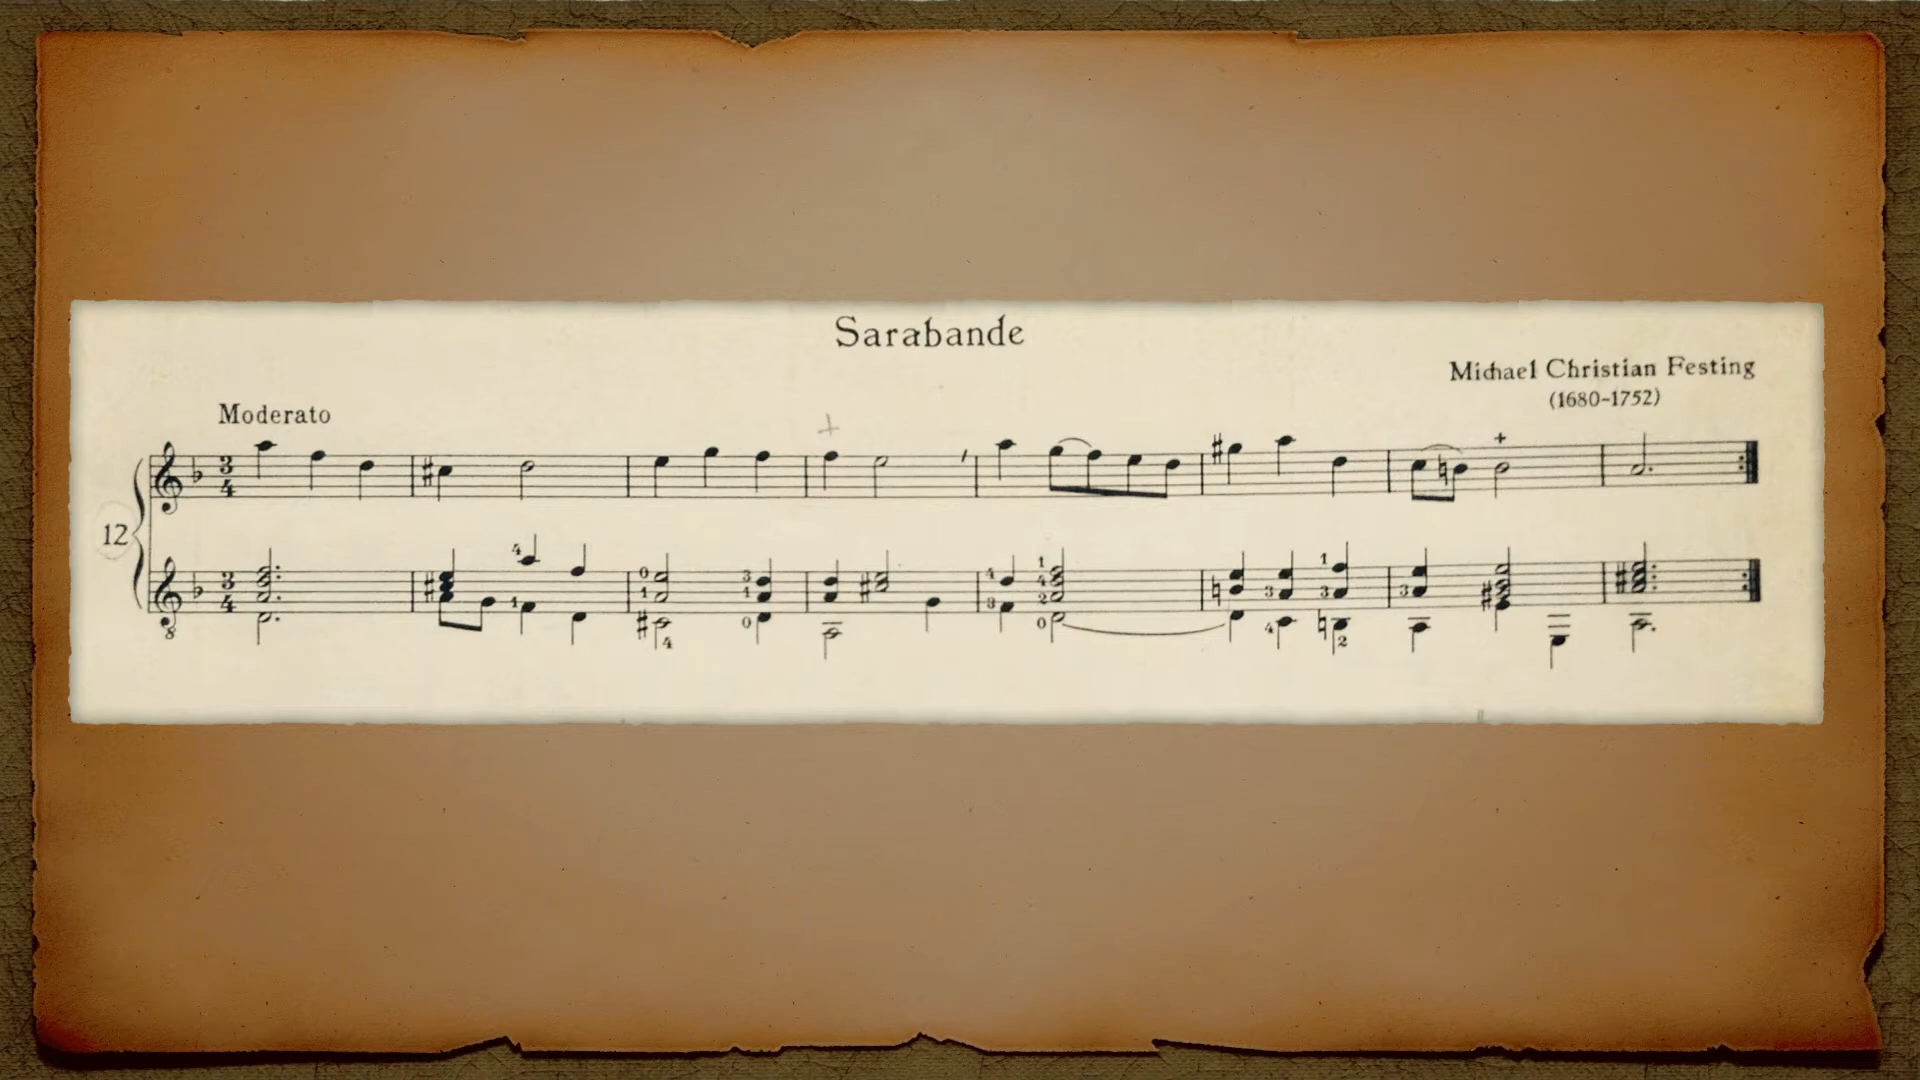 Sarabande
Michael Christian Festing
(1680-1752)
Moderato
12